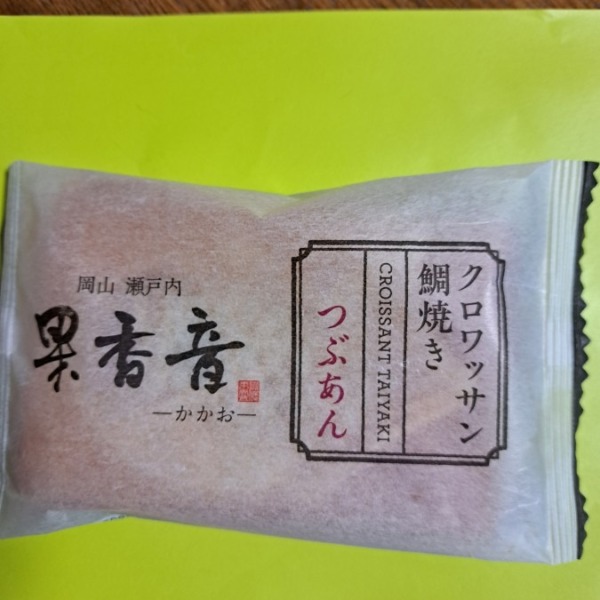 クロワッサン
鯛焼き
CROISSANT TAIYAKI
つぶあん
岡山 瀬戸内
果香音
―かかお―